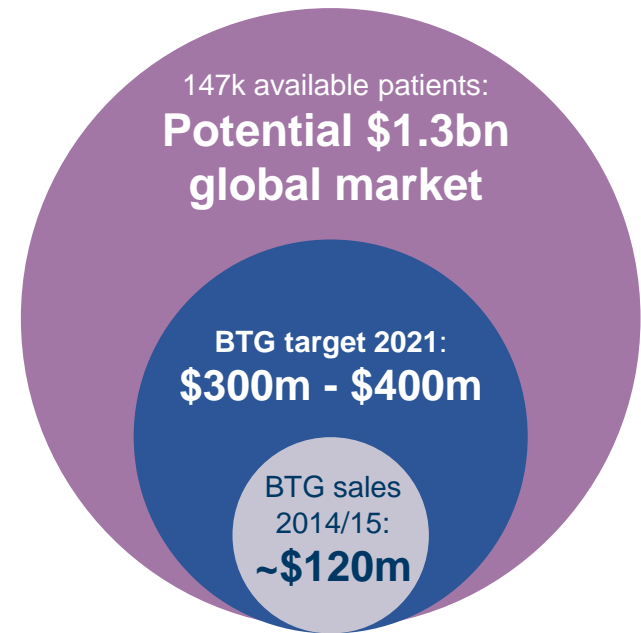 147k available patients:
Potential $1.3bn
global market
BTG target 2021:
$300m - $400m
BTG sales
2014/15:
~$120m